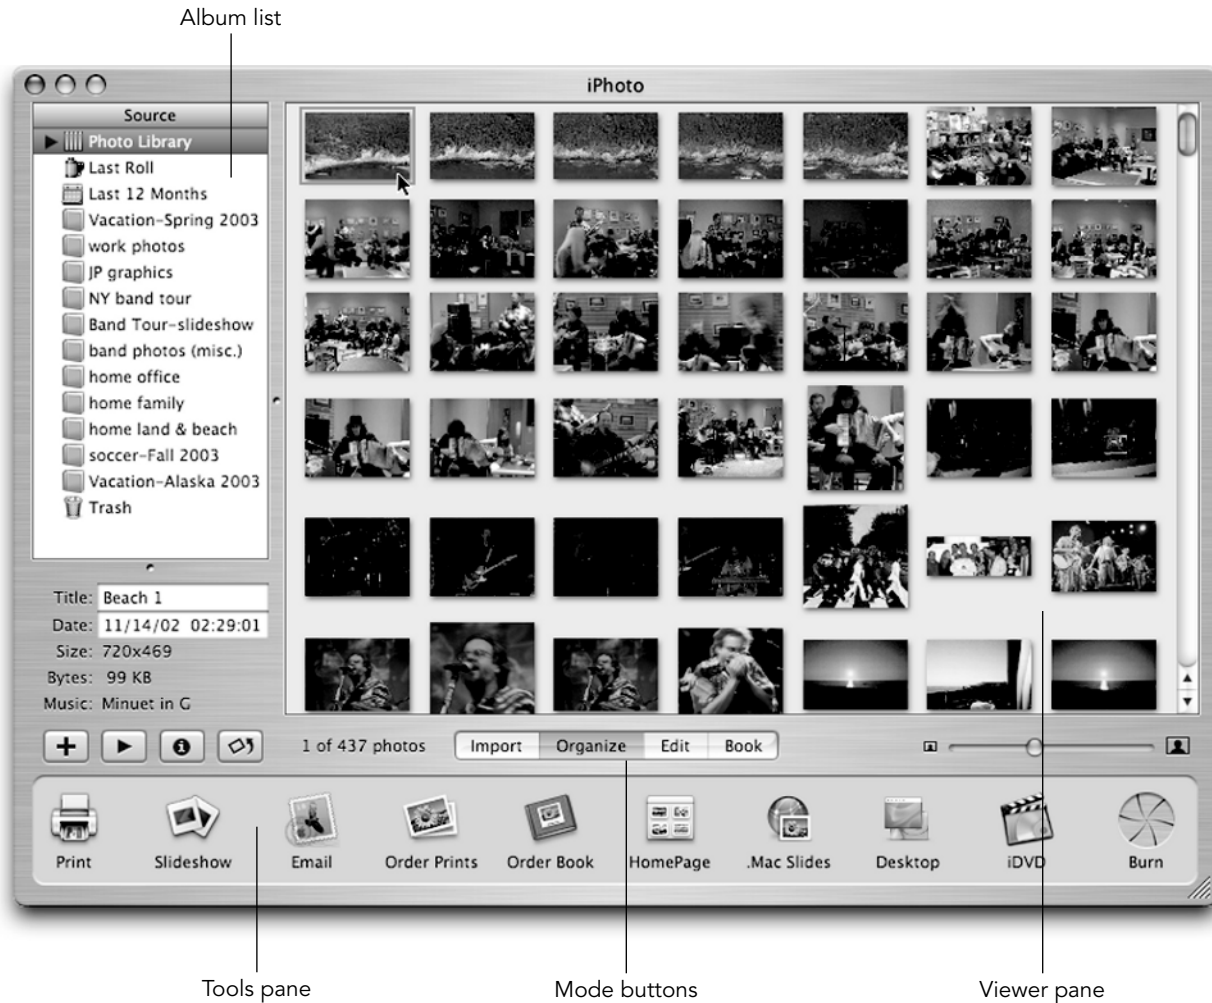 Album list
iPhoto
Source
Photo Library
Last Roll
Last 12 Months
Vacation-Spring 2003
work photos
JP graphics
NY band tour
Band Tour-slideshow
band photos (misc.)
home office
home family
home land & beach
soccer-Fall 2003
Vacation-Alaska 2003
Trash
Title: Beach 1
Date: 11/14/02 02:29:01
Size: 720x469
Bytes: 99 KB
Music: Minuet in G
1 of 437 photos
Import Organize Edit Book
Print Slideshow Email Order Prints Order Book HomePage .Mac Slides Desktop iDVD Burn
Tools pane Mode buttons Viewer pane